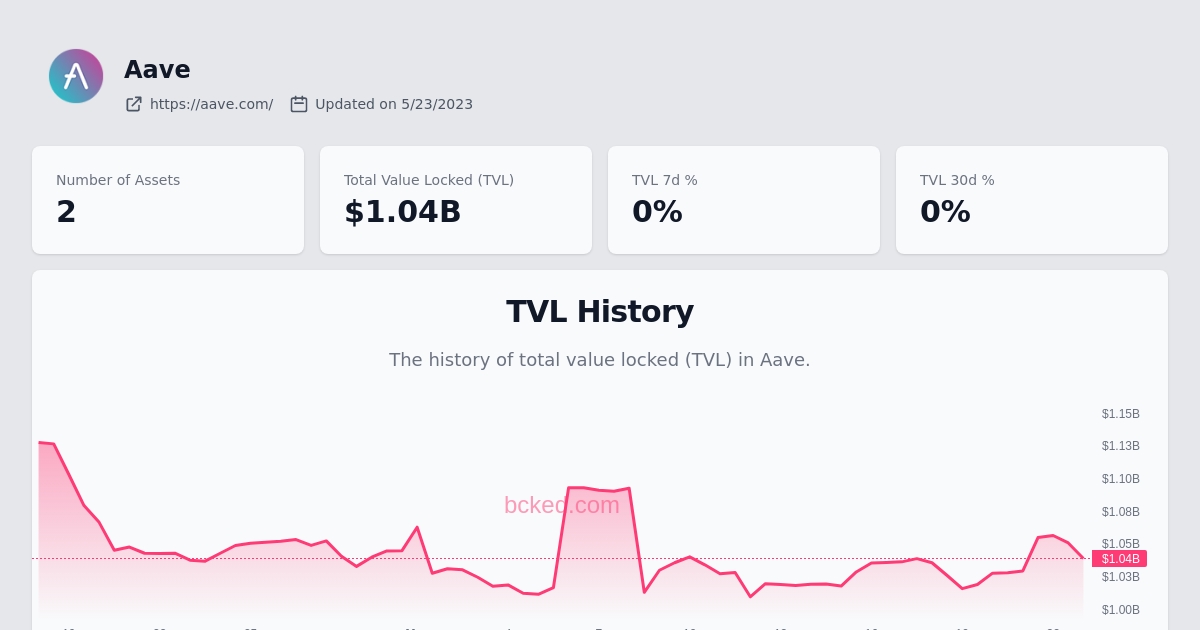 Aave
https://aave.com/ Updated on 5/23/2023
Number of Assets
2
Total Value Locked (TVL)
$1.04B
TVL 7d %
0%
TVL 30d %
0%
TVL History
The history of total value locked (TVL) in Aave.
bcked.com
$1.15B
$1.13B
$1.10B
$1.08B
$1.05B
$1.04B
$1.03B
$1.00B